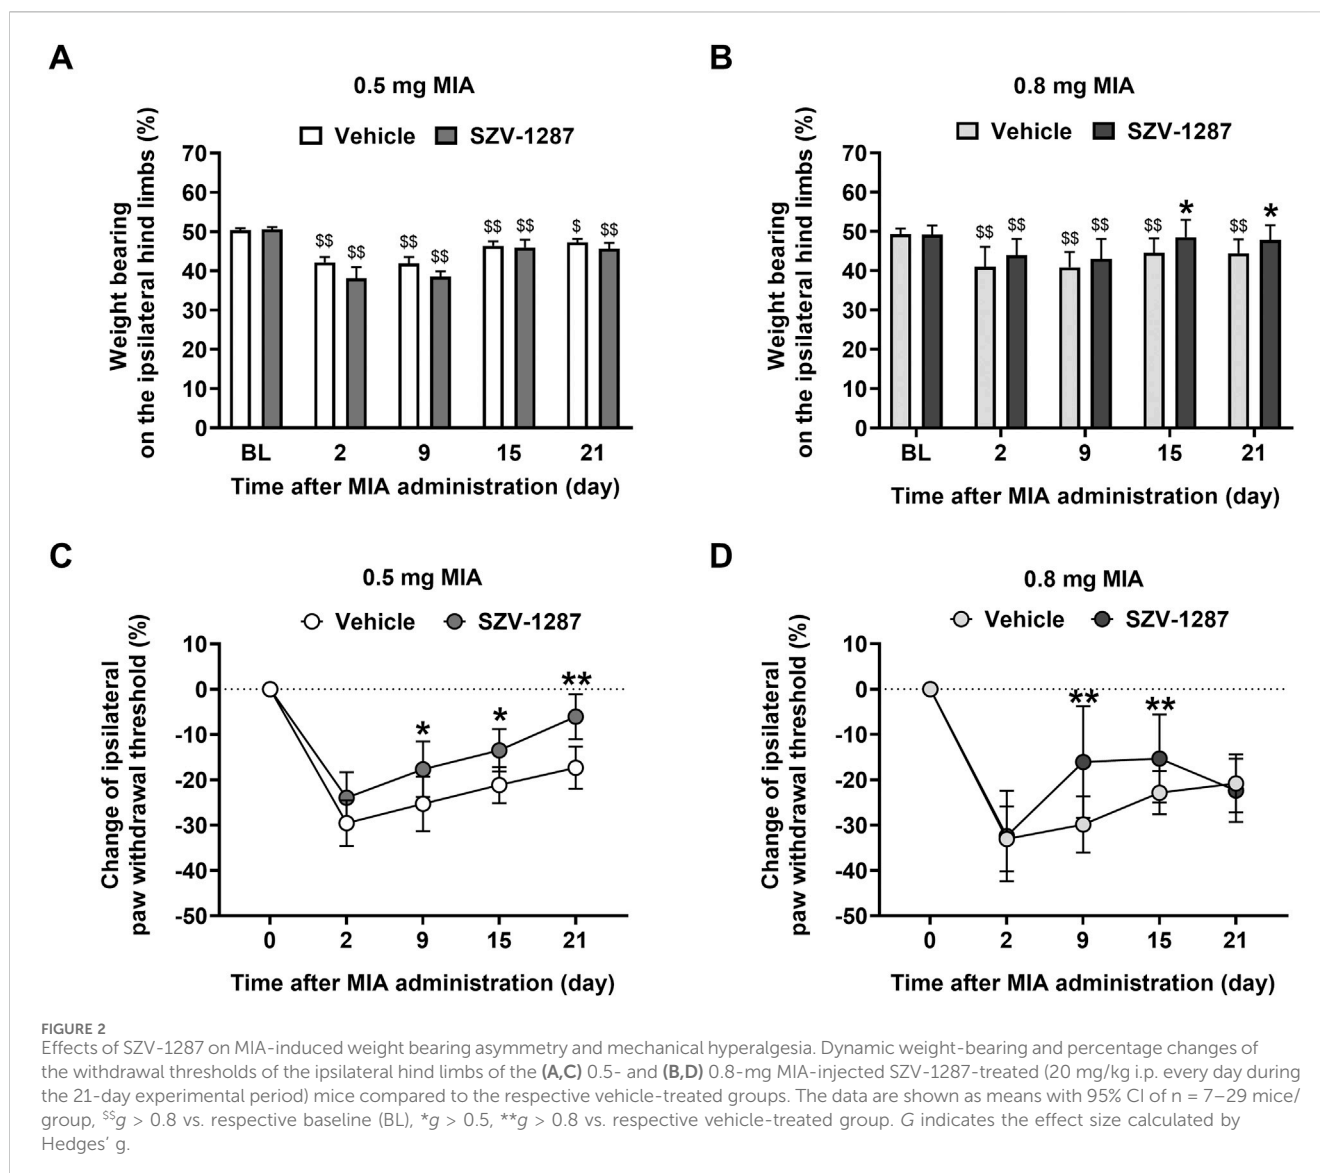 A
0.5 mg MIA
Vehicle SZV-1287
Weight bearing
on the ipsilateral hind limbs (%)
70
60
50
40
30
20
10
0
$$ $$ $$ $$ $$ $$ $ $$
BL 2 9 15 21
Time after MIA administration (day)
B
0.8 mg MIA
Vehicle SZV-1287
Weight bearing
on the ipsilateral hind limbs (%)
70
60
50
40
30
20
10
0
$$ $$ $$ $$ $$ * $$ *
BL 2 9 15 21
Time after MIA administration (day)
C
0.5 mg MIA
Vehicle SZV-1287
Change of ipsilateral
paw withdrawal threshold (%)
10
0
-10
-20
-30
-40
-50
* * **
0 2 9 15 21
Time after MIA administration (day)
D
0.8 mg MIA
Vehicle SZV-1287
Change of ipsilateral
paw withdrawal threshold (%)
10
0
-10
-20
-30
-40
-50
** **
0 2 9 15 21
Time after MIA administration (day)
FIGURE 2
Effects of SZV-1287 on MIA-induced weight bearing asymmetry and mechanical hyperalgesia. Dynamic weight-bearing and percentage changes of
the withdrawal thresholds of the ipsilateral hind limbs of the (A,C) 0.5- and (B,D) 0.8-mg MIA-injected SZV-1287-treated (20 mg/kg i.p. every day during
the 21-day experimental period) mice compared to the respective vehicle-treated groups. The data are shown as means with 95% CI of n = 7–29 mice/
group, $$g > 0.8 vs. respective baseline (BL), *g > 0.5, **g > 0.8 vs. respective vehicle-treated group. G indicates the effect size calculated by
Hedges’ g.